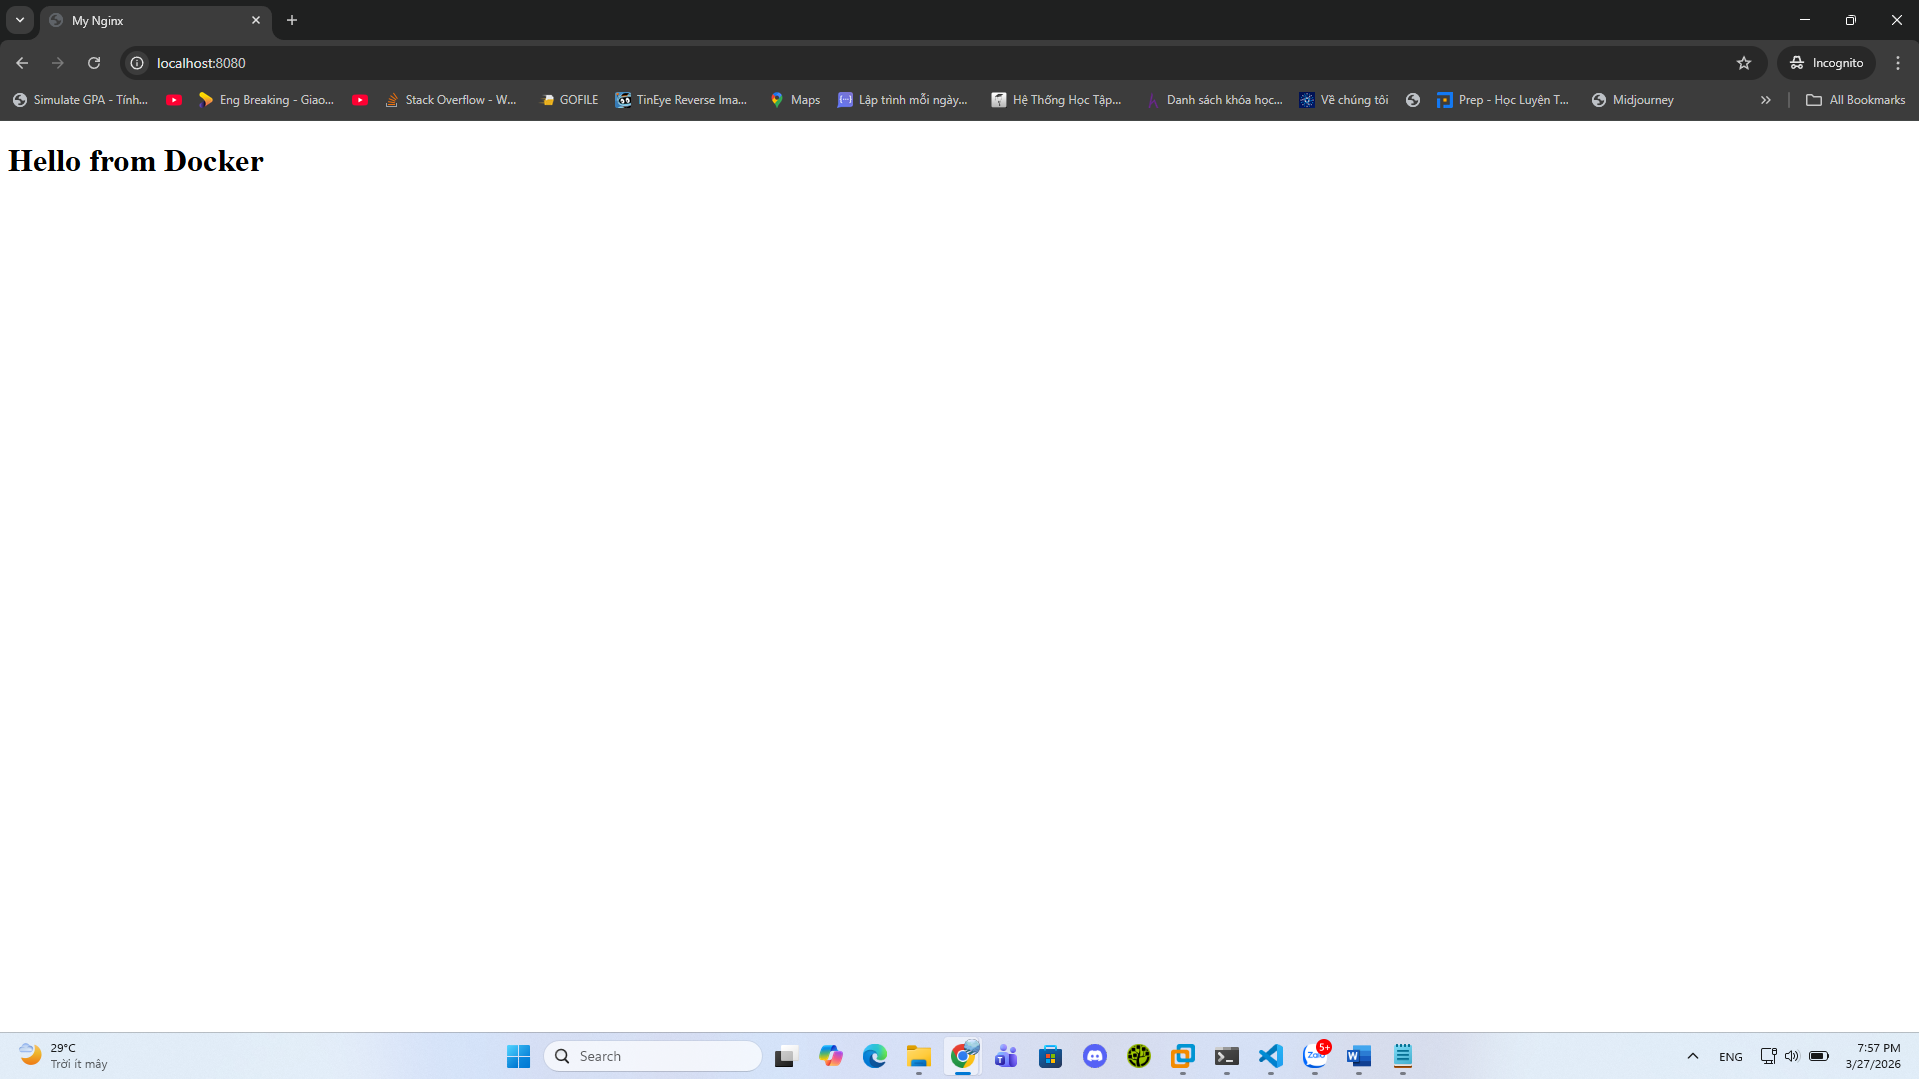 My Nginx
localhost:8080
Incognito
Simulate GPA - Tính...
Eng Breaking - Giao...
Stack Overflow - W...
GOFILE
TinEye Reverse Ima...
Maps
Lập trình mỗi ngày...
Hệ Thống Học Tập...
Danh sách khóa học...
Về chúng tôi
Prep - Học Luyện T...
Midjourney
All Bookmarks
Hello from Docker
29°C
Trời ít mây
Search
Zalo
5+
ENG
7:57 PM
3/27/2026